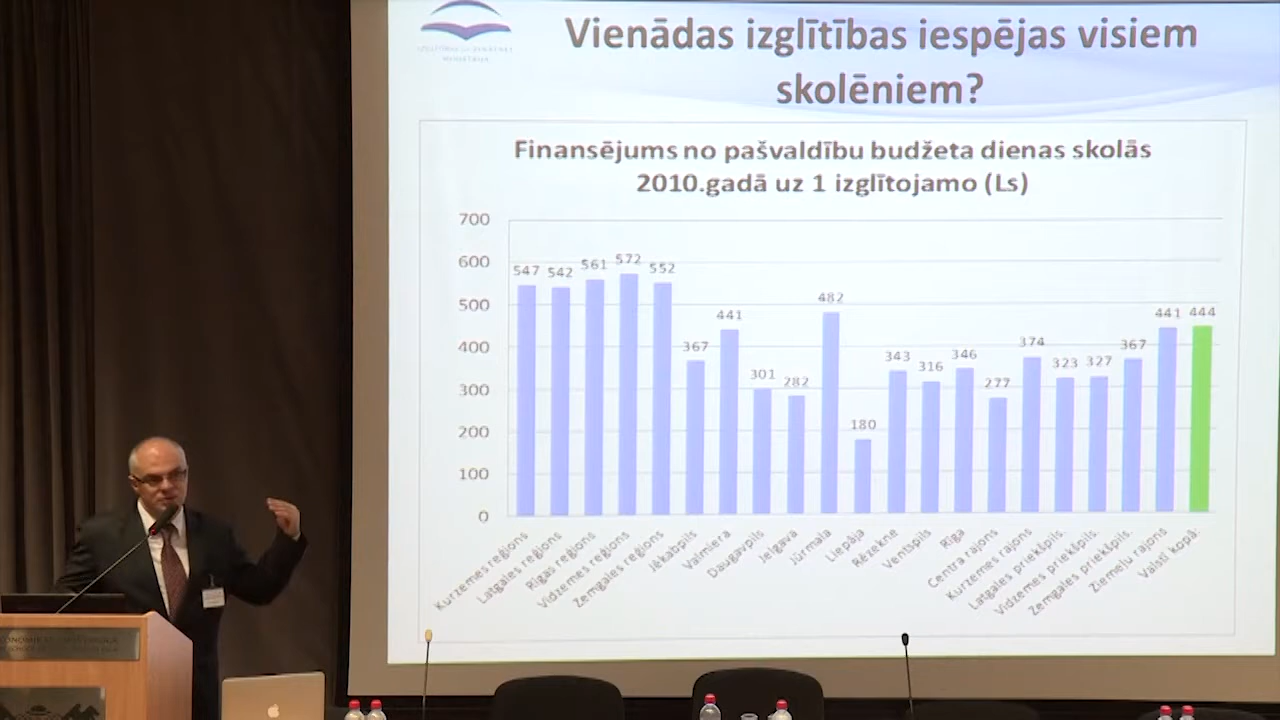 Vienādas izglītības iespējas visiem
skolēniem?
Finansējums no pašvaldību budžeta dienas skolās
2010.gadā uz 1 izglītojamo (Ls)
700
600
500
400
300
200
100
0
547
542
561
572
552
367
441
301
282
482
180
343
316
346
277
374
323
327
367
441
444
Kurzemes reģions
Latgales reģions
Rīgas reģions
Vidzemes reģions
Zemgales reģions
Jēkabpils
Valmiera
Daugavpils
Jelgava
Jūrmala
Liepāja
Rēzekne
Ventspils
Rīga
Centra rajons
Kurzemes rajons
Latgales priekšpils.
Vidzemes priekšpils.
Zemgales priekšpils.
Ziemeļu rajons
Valstī kopā: